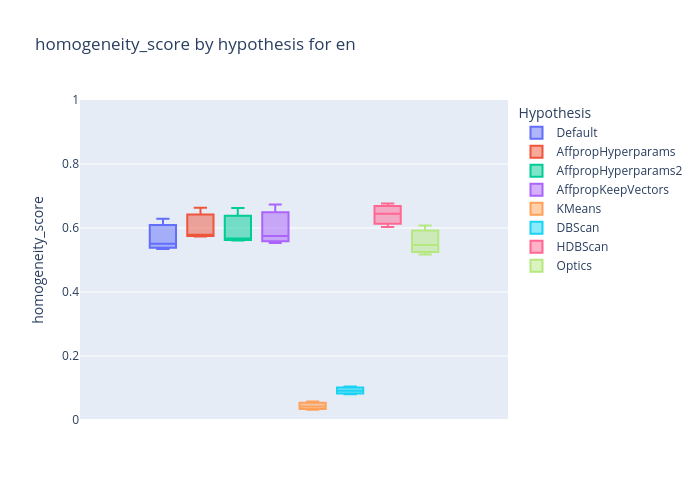 homogeneity_score by hypothesis for en
homogeneity_score
1
0.8
0.6
0.4
0.2
0
Hypothesis
Default
AffpropHyperparams
AffpropHyperparams2
AffpropKeepVectors
KMeans
DBScan
HDBScan
Optics